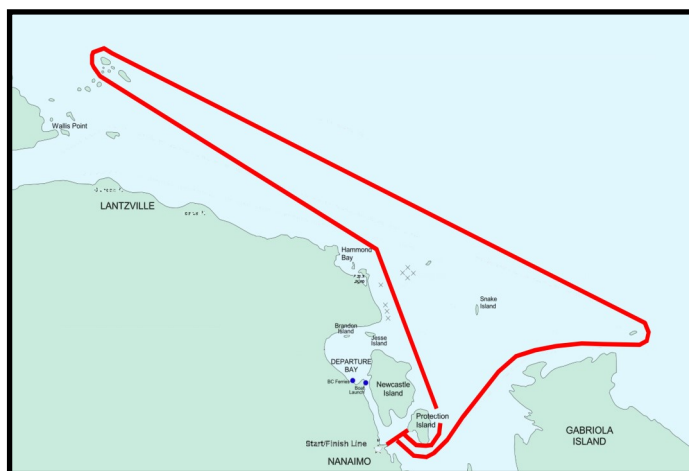 Wallis Point
LANTZVILLE
Hammond
Bay
Snake
Island
Brandon
Island
Jesse
Island
DEPARTURE
BAY
BC Ferries
Boat
Launch
Newcastle
Island
Protection
Island
GABRIOLA
ISLAND
Start/Finish Line
NANAIMO